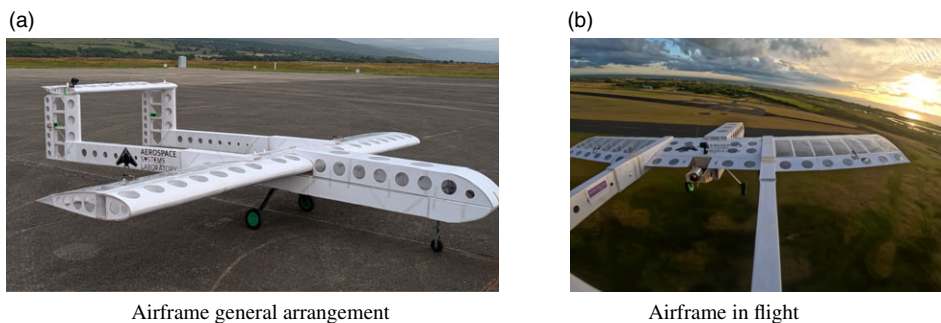 (a)
(b)
AEROSPACE
SYSTEMS
LABORATORY
Airframe general arrangement
Airframe in flight